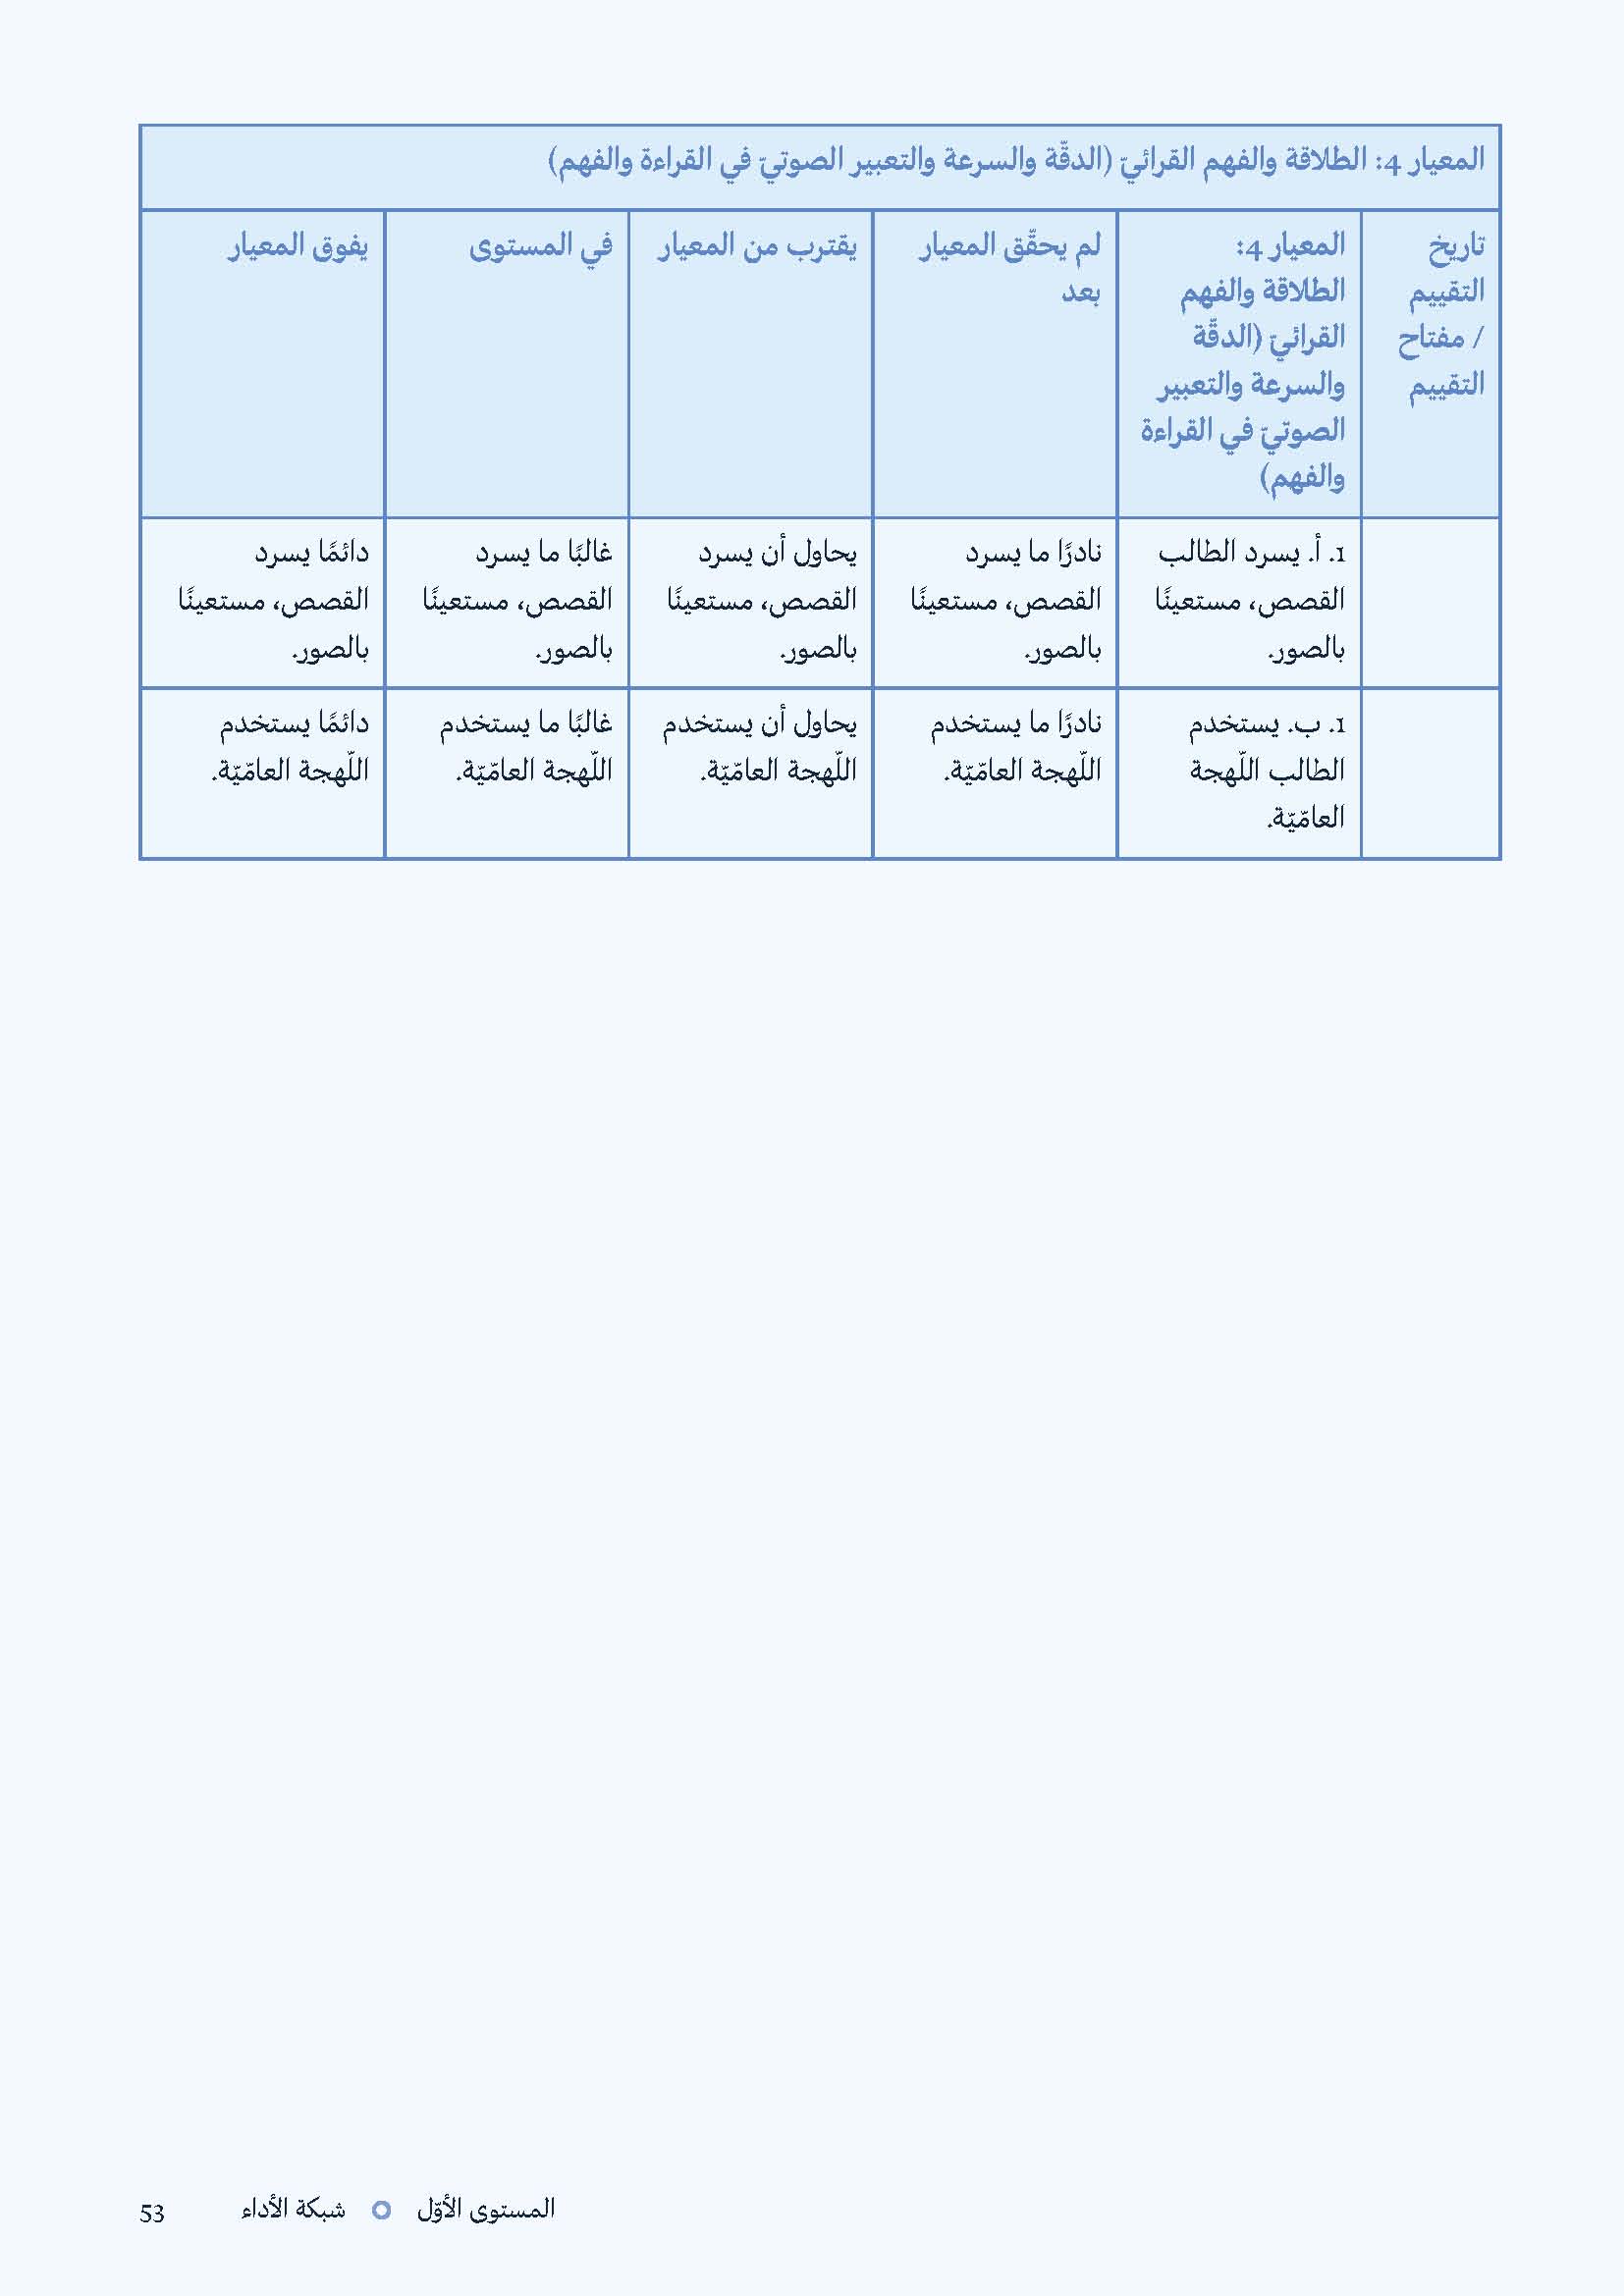 المعيار 4: الطلاقة والفهم القرائيّ (الدقّة والسرعة والتعبير الصوتيّ في القراءة والفهم)
تاريخ
التقييم
/ مفتاح
التقييم
المعيار 4:
الطلاقة والفهم
القرائيّ (الدقّة
والسرعة والتعبير
الصوتيّ في القراءة
والفهم)
لم يحقّق المعيار
بعد
يقترب من المعيار
في المستوى
يفوق المعيار
1. أ. يسرد الطالب
القصص، مستعينًا
بالصور.
نادرًا ما يسرد
القصص، مستعينًا
بالصور.
يحاول أن يسرد
القصص، مستعينًا
بالصور.
غالبًا ما يسرد
القصص، مستعينًا
بالصور.
دائمًا يسرد
القصص، مستعينًا
بالصور.
1. ب. يستخدم
الطالب اللّهجة
العامّيّة.
نادرًا ما يستخدم
اللّهجة العامّيّة.
يحاول أن يستخدم
اللّهجة العامّيّة.
غالبًا ما يستخدم
اللّهجة العامّيّة.
دائمًا يستخدم
اللّهجة العامّيّة.
المستوى الأوّل شبكة الأداء 53